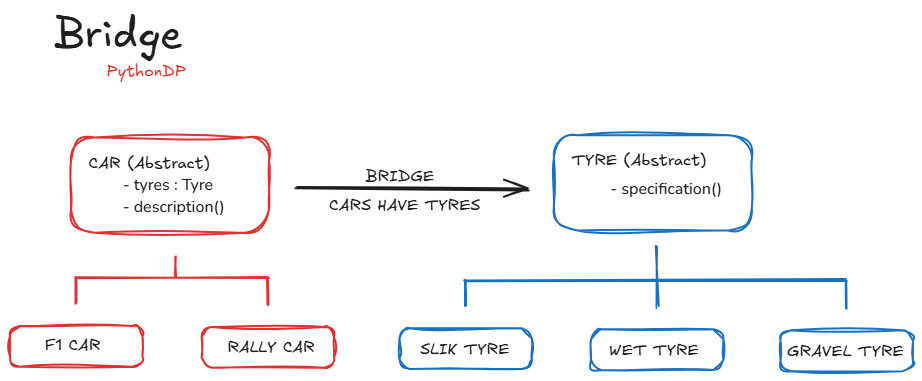 Bridge
PythonDP
CAR (Abstract)
- tyres : Tyre
- description()
BRIDGE
CARS HAVE TYRES
TYRE (Abstract)
- specification()
F1 CAR
RALLY CAR
SLIK TYRE
WET TYRE
GRAVEL TYRE